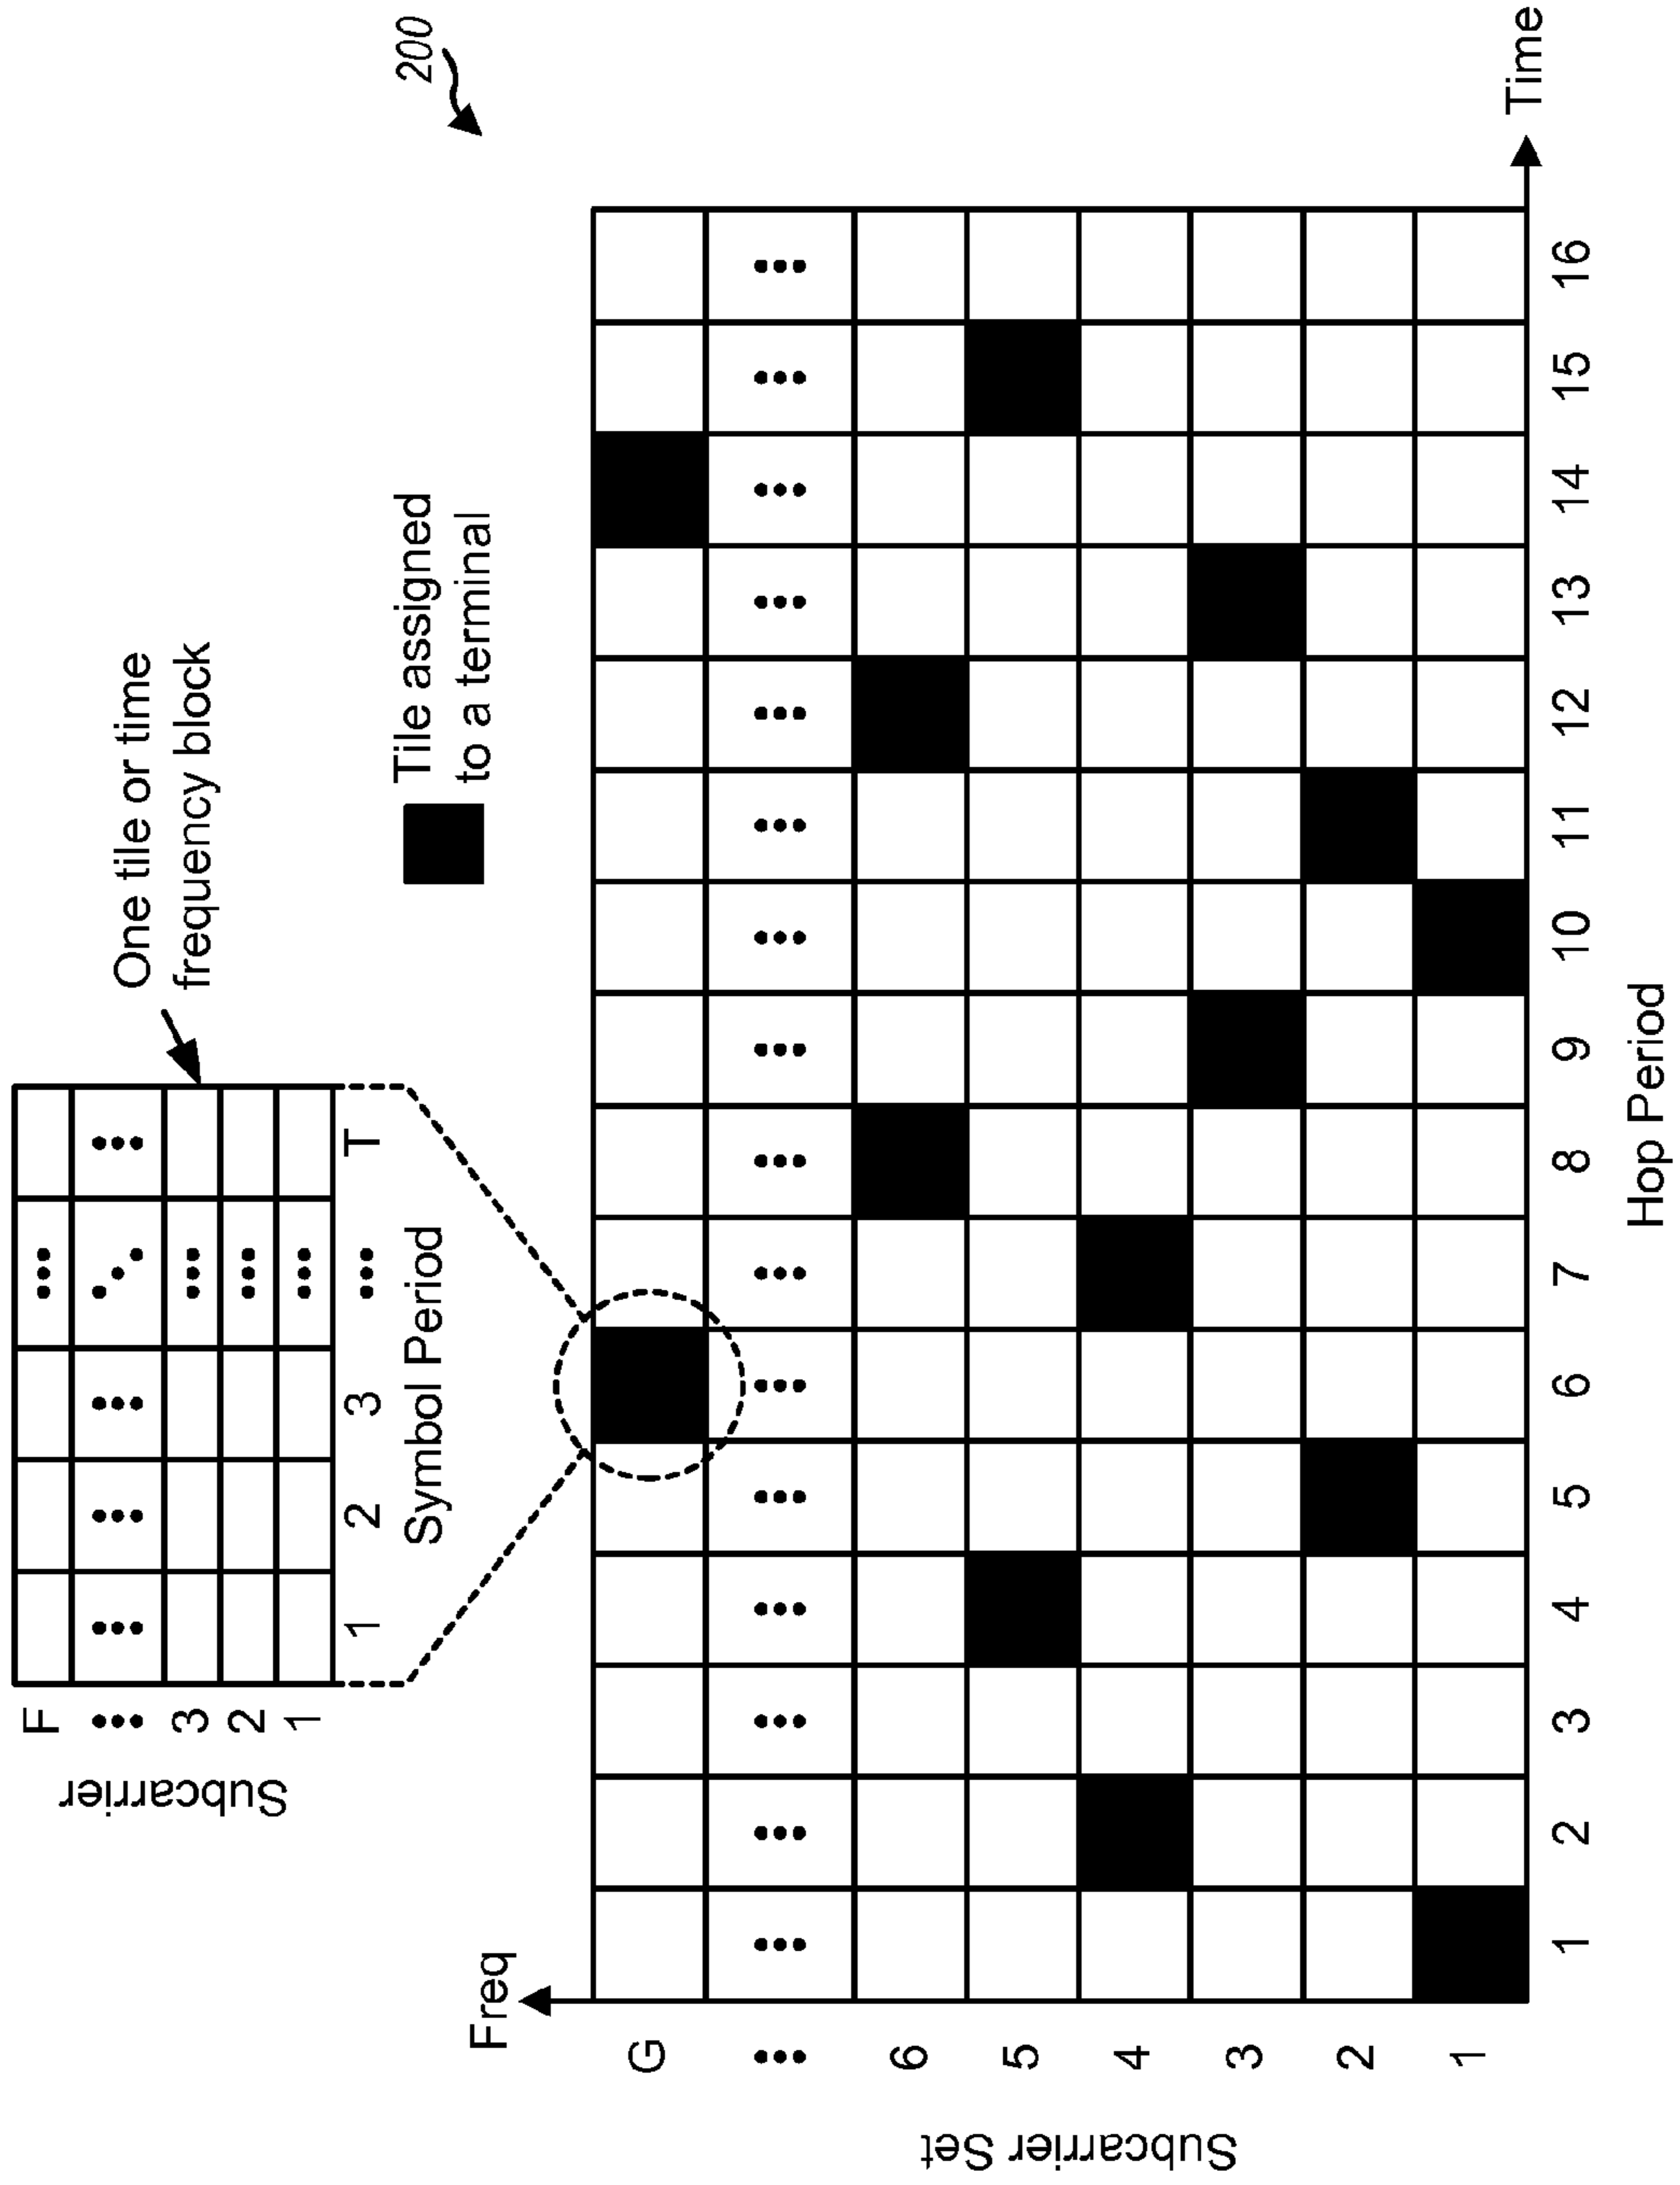 200
One tile or time
frequency block
Subcarrier
F
...
3
2
1
1 2 3 ... T
Symbol Period
Tile assigned
to a terminal
Freq
Subcarrier Set
G
...
6
5
4
3
2
1
1 2 3 4 5 6 7 8 9 10 11 12 13 14 15 16
Time
Hop Period